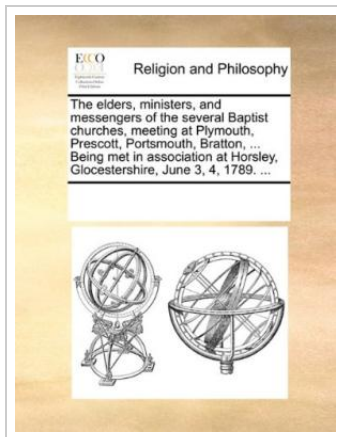 ECCO
Religion and Philosophy
The elders, ministers, and
messengers of the several Baptist
churches, meeting at Plymouth,
Prescott, Portsmouth, Bratton, ...
Being met in association at Horsley,
Glocestershire, June 3, 4, 1789. ...